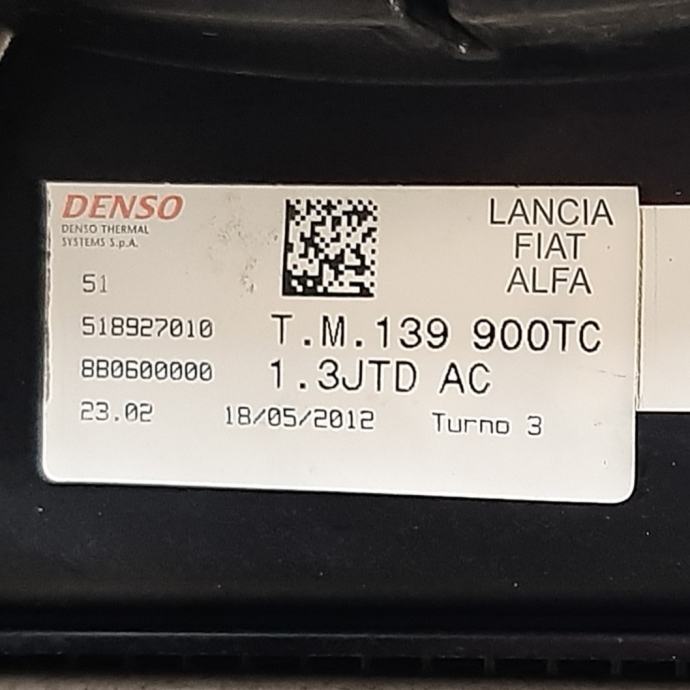 DENSO
DENSO THERMAL
SYSTEMS S.p.A.
LANCIA
FIAT
ALFA
51
518927010
T.M.139 900TC
8B0600000
1.3JTD AC
23.02
18/05/2012
Turno 3